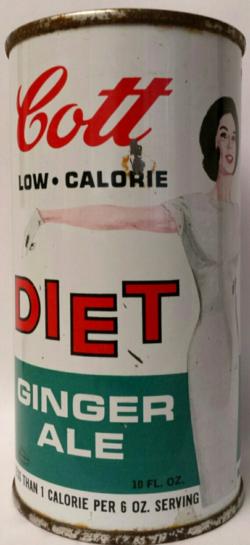 Cott
LOW • CALORIE
DIET
GINGER
ALE
10 FL. OZ.
THAN 1 CALORIE PER 6 OZ. SERVING